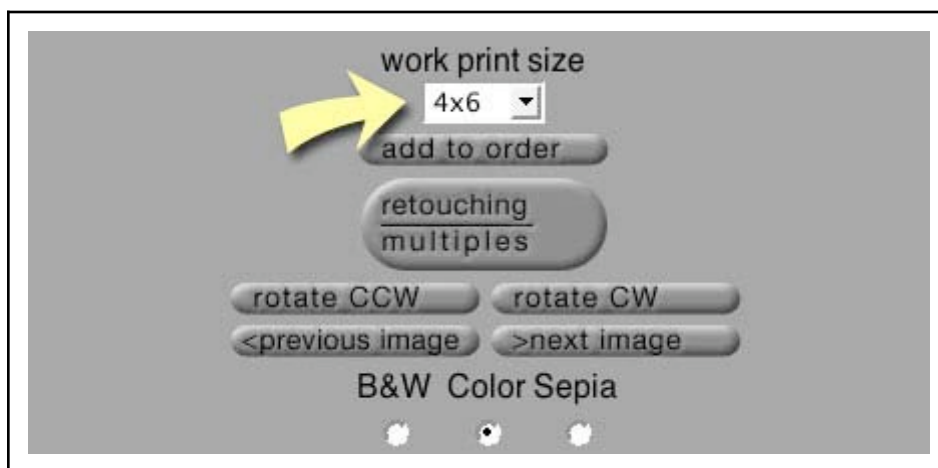 work print size
4x6
add to order
retouching
multiples
rotate CCW rotate CW
<previous image >next image
B&W Color Sepia